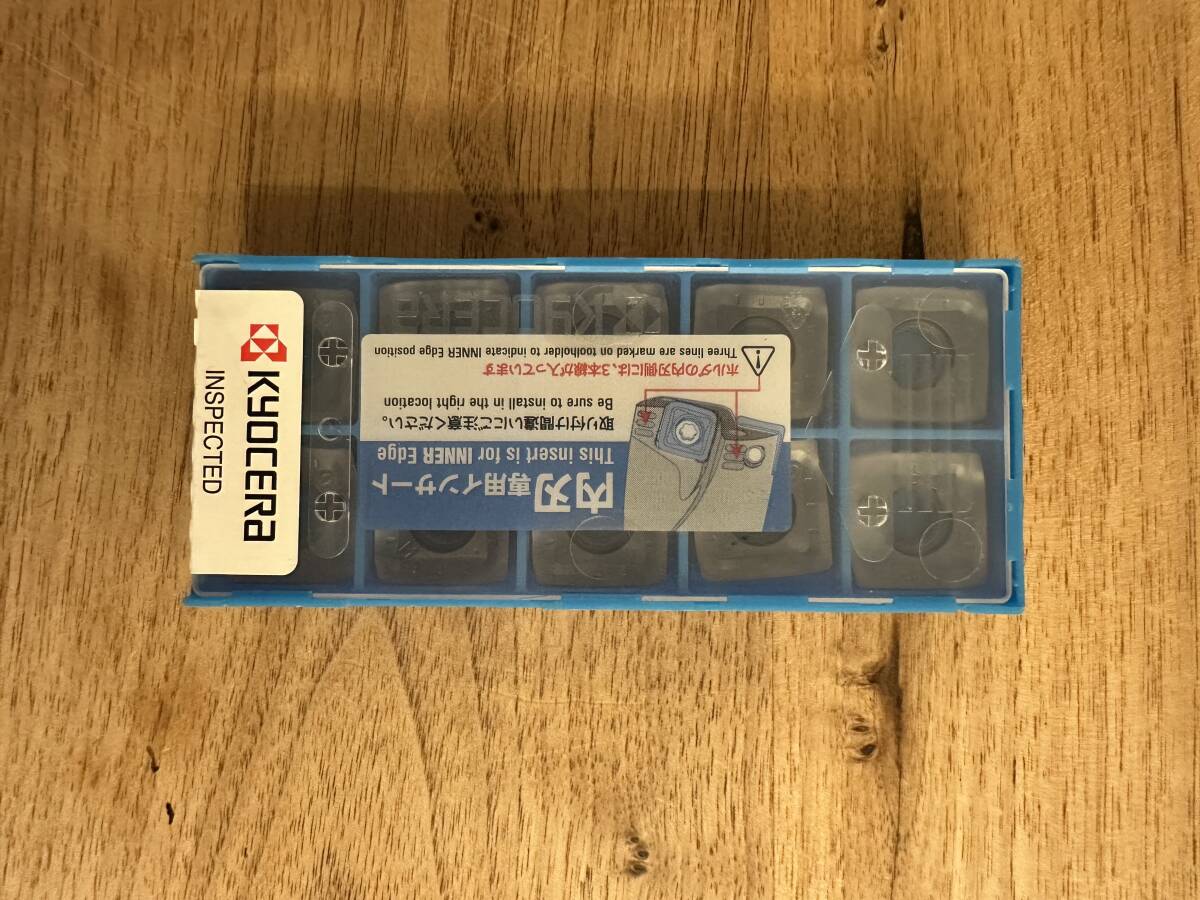 KYOCERA
INSPECTED
KYOCERA
内刃専用インサート
This insert is for INNER Edge
取り付け間違いにご注意ください。
Be sure to install in the right location
ホルダの内刃側には、3本線が入っています
Three lines are marked on toolholder to indicate INNER Edge position